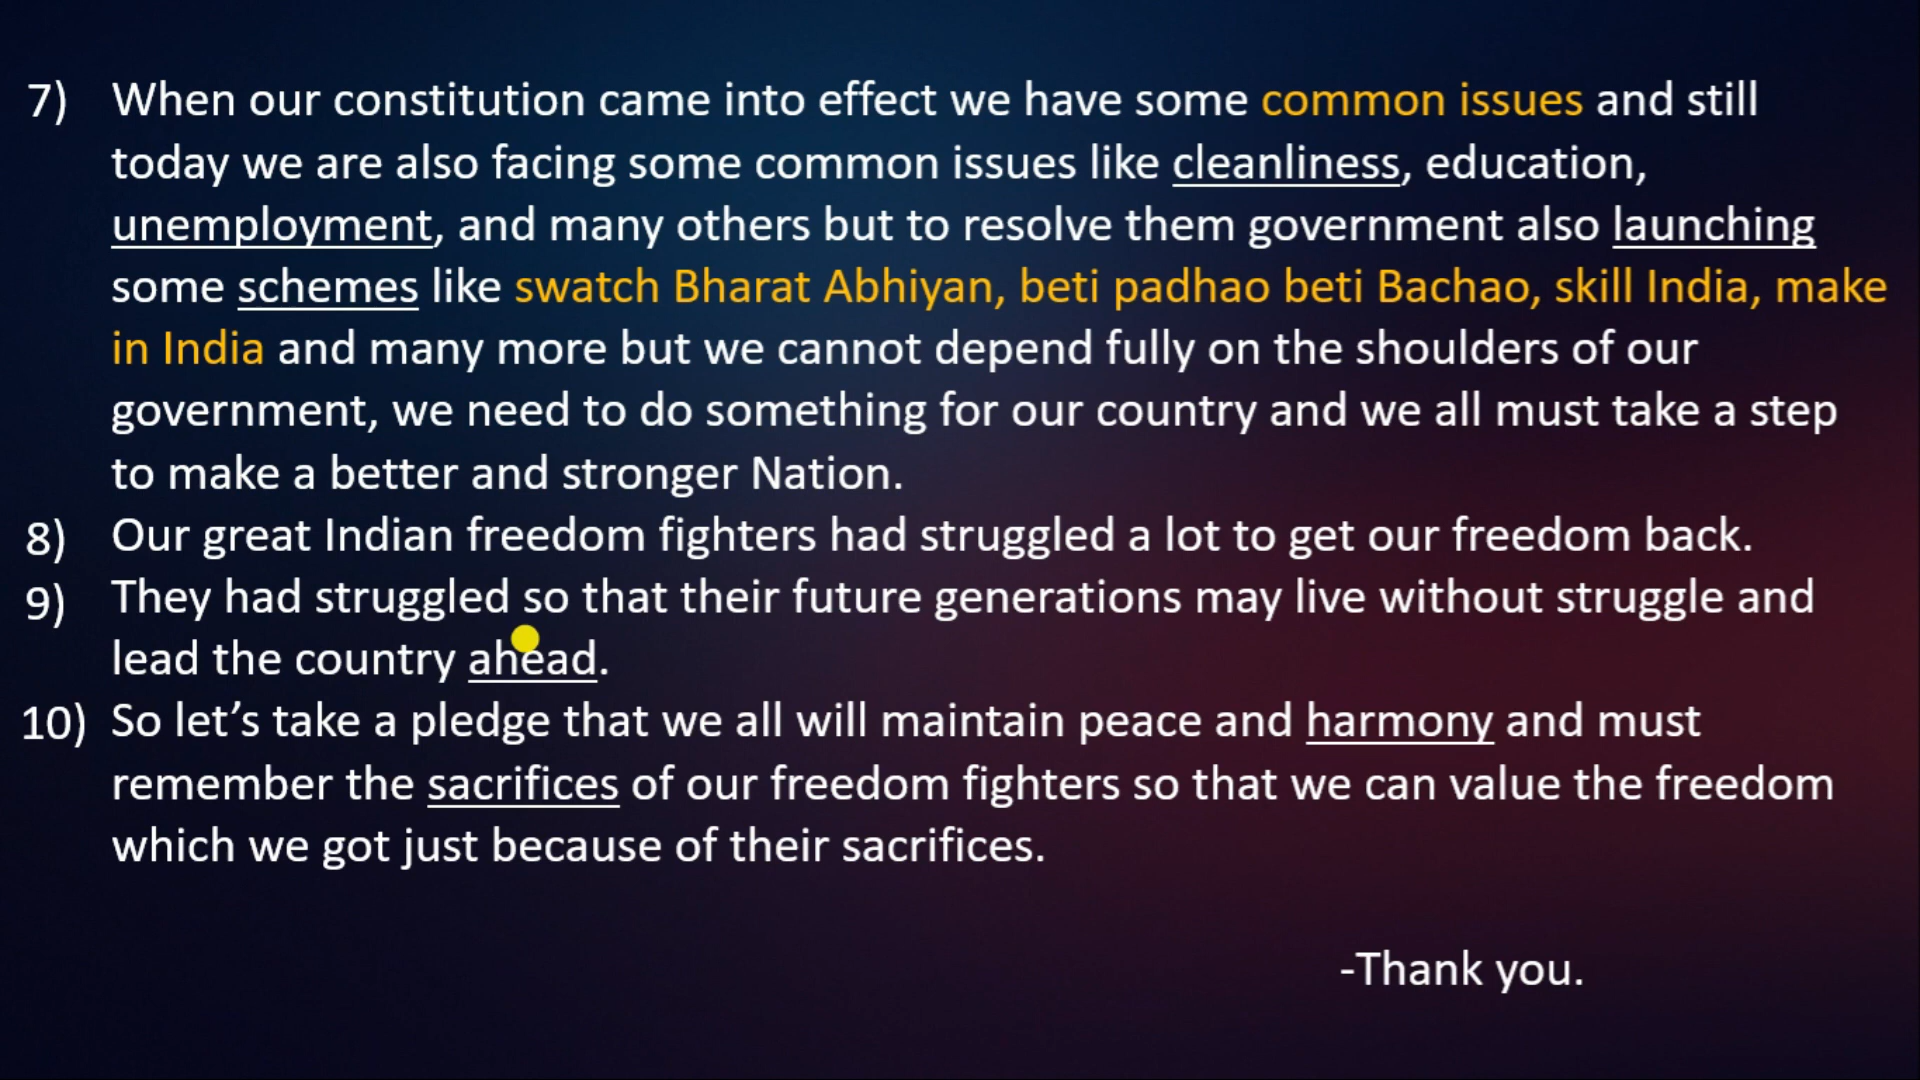 7) When our constitution came into effect we have some common issues and still
today we are also facing some common issues like cleanliness, education,
unemployment, and many others but to resolve them government also launching
some schemes like swatch Bharat Abhiyan, beti padhao beti Bachao, skill India, make
in India and many more but we cannot depend fully on the shoulders of our
government, we need to do something for our country and we all must take a step
to make a better and stronger Nation.
8) Our great Indian freedom fighters had struggled a lot to get our freedom back.
9) They had struggled so that their future generations may live without struggle and
lead the country ahead.
10) So let’s take a pledge that we all will maintain peace and harmony and must
remember the sacrifices of our freedom fighters so that we can value the freedom
which we got just because of their sacrifices.
-Thank you.